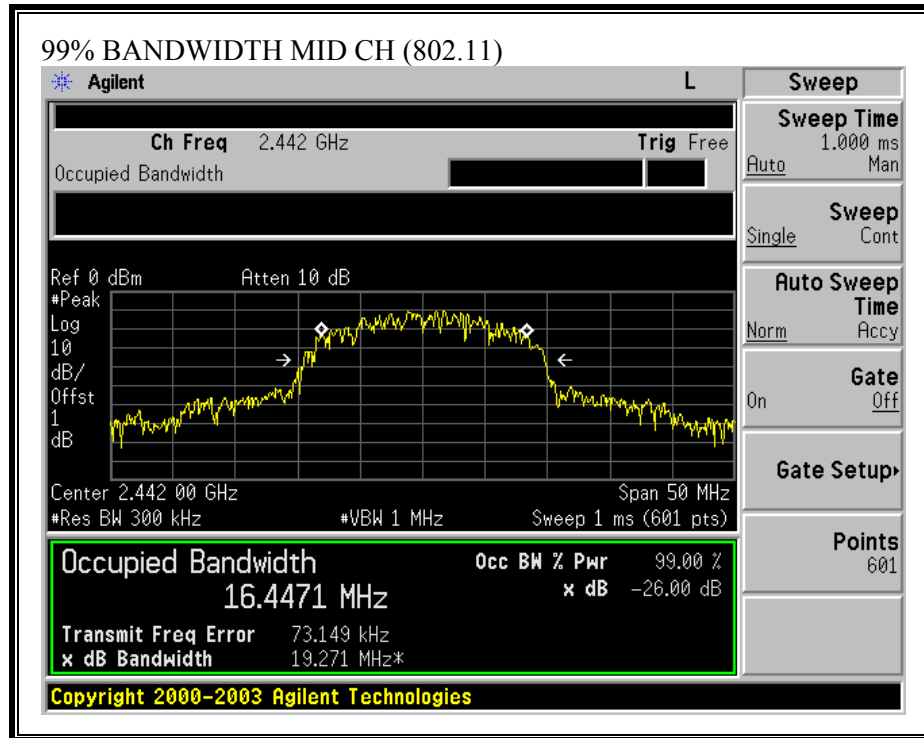 99% BANDWIDTH MID CH (802.11)
Agilent L
Ch Freq 2.442 GHz Trig Free
Occupied Bandwidth
Ref 0 dBm Atten 10 dB
#Peak
Log
10
dB/
Offst
1
dB
Center 2.442 00 GHz Span 50 MHz
#Res BW 300 kHz #VBW 1 MHz Sweep 1 ms (601 pts)
Occupied Bandwidth Occ BW % Pwr 99.00 %
16.4471 MHz x dB -26.00 dB
Transmit Freq Error 73.149 kHz
x dB Bandwidth 19.271 MHz*
Copyright 2000-2003 Agilent Technologies
Sweep
Sweep Time
1.000 ms
Auto Man
Sweep
Single Cont
Auto Sweep
Time
Norm Accy
Gate
On Off
Gate Setup
Points
601